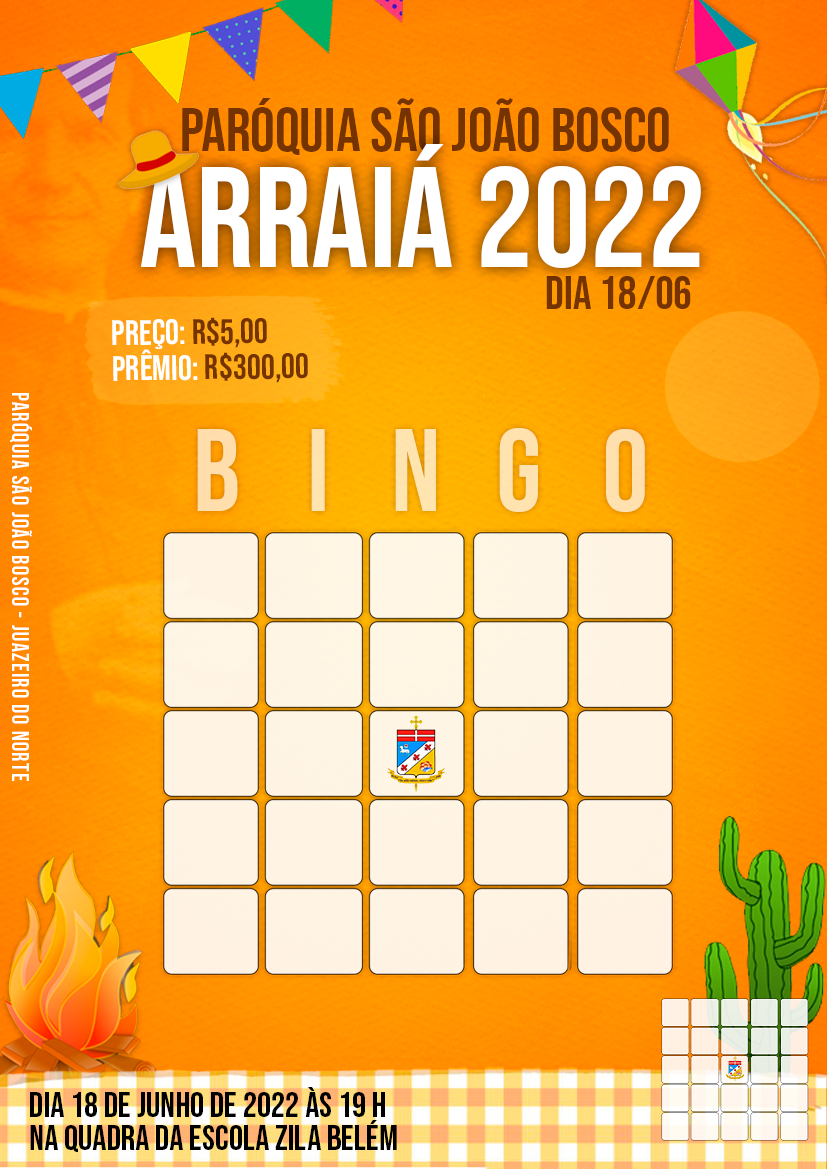 PARÓQUIA SÃO JOÃO BOSCO
ARRAIÁ 2022
DIA 18/06
PREÇO: R$5,00
PRÊMIO: R$300,00
B I N G O
PARÓQUIA SÃO JOÃO BOSCO - JUAZEIRO DO NORTE
DIA 18 DE JUNHO DE 2022 ÀS 19 H
NA QUADRA DA ESCOLA ZILA BELÉM